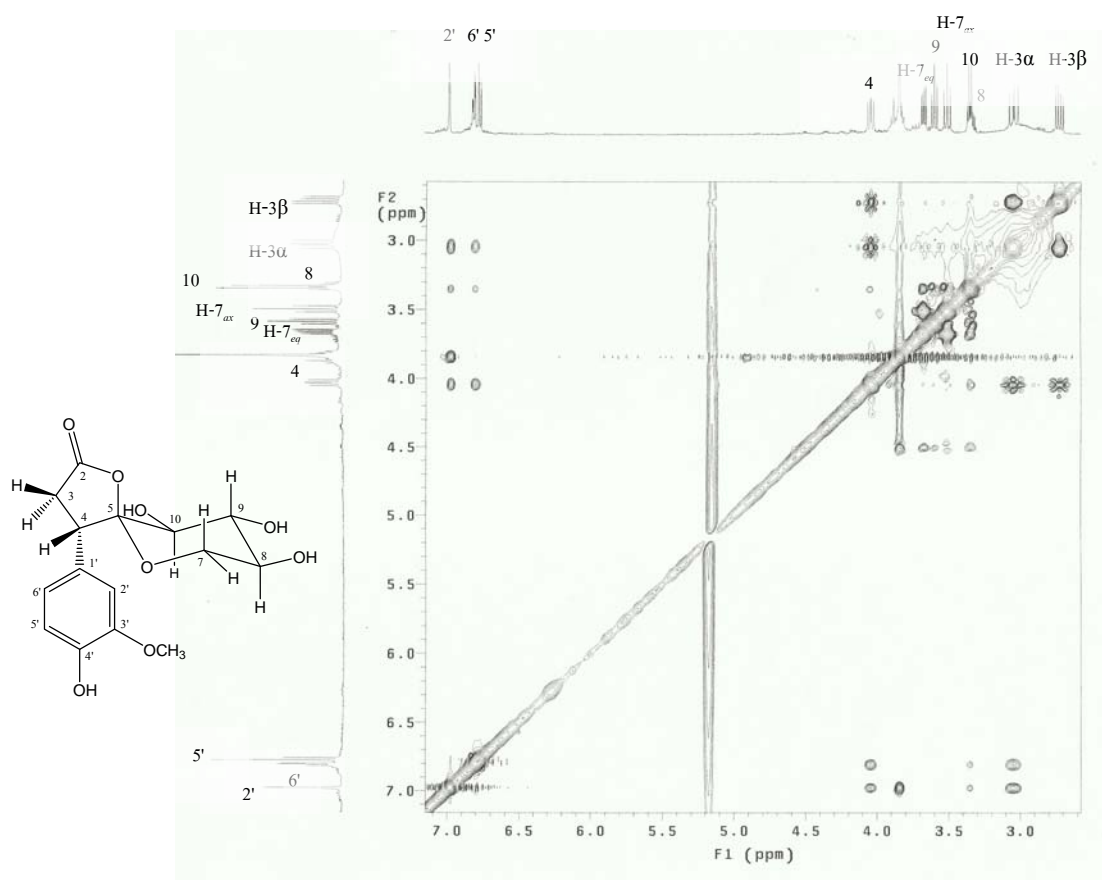 H-7ax
2' 6' 5' 9 10 H-3α H-3β
4 H-7eq 8
F2
(ppm)
H-3β
H-3α
10 8
H-7ax
9 H-7eq
4
3.0
3.5
4.0
4.5
5.0
5.5
6.0
6.5
7.0
O
2 O
H 3 H
H 4 5 HO 10 H 9 OH
H 1' O 7 8 OH
H H
6' 2' H
5' 3'
4' OCH3
OH
5'
6'
2'
7.0 6.5 6.0 5.5 5.0 4.5 4.0 3.5 3.0
F1 (ppm)